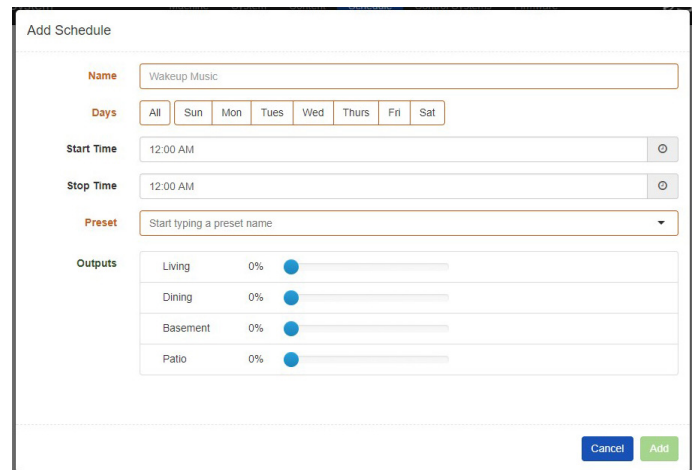 Add Schedule
Name Wakeup Music
Days All Sun Mon Tues Wed Thurs Fri Sat
Start Time 12:00 AM
Stop Time 12:00 AM
Preset Start typing a preset name
Outputs Living 0%
Dining 0%
Basement 0%
Patio 0%
Cancel Add